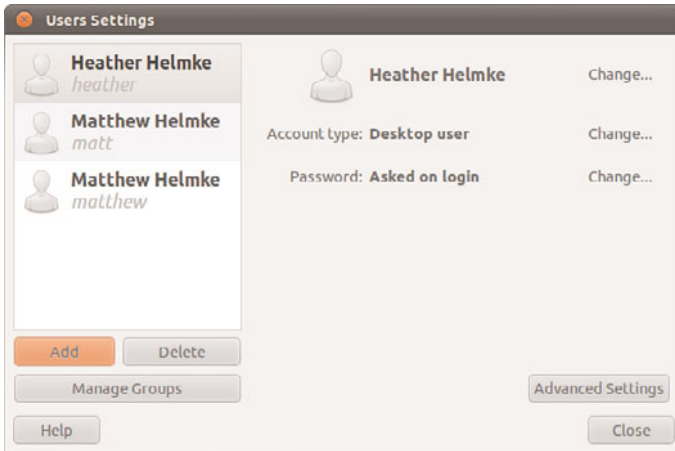 Users Settings
Heather Helmke
heather
Matthew Helmke
matt
Matthew Helmke
matthew
Add
Delete
Manage Groups
Help
Heather Helmke
Change...
Account type: Desktop user
Change...
Password: Asked on login
Change...
Advanced Settings
Close